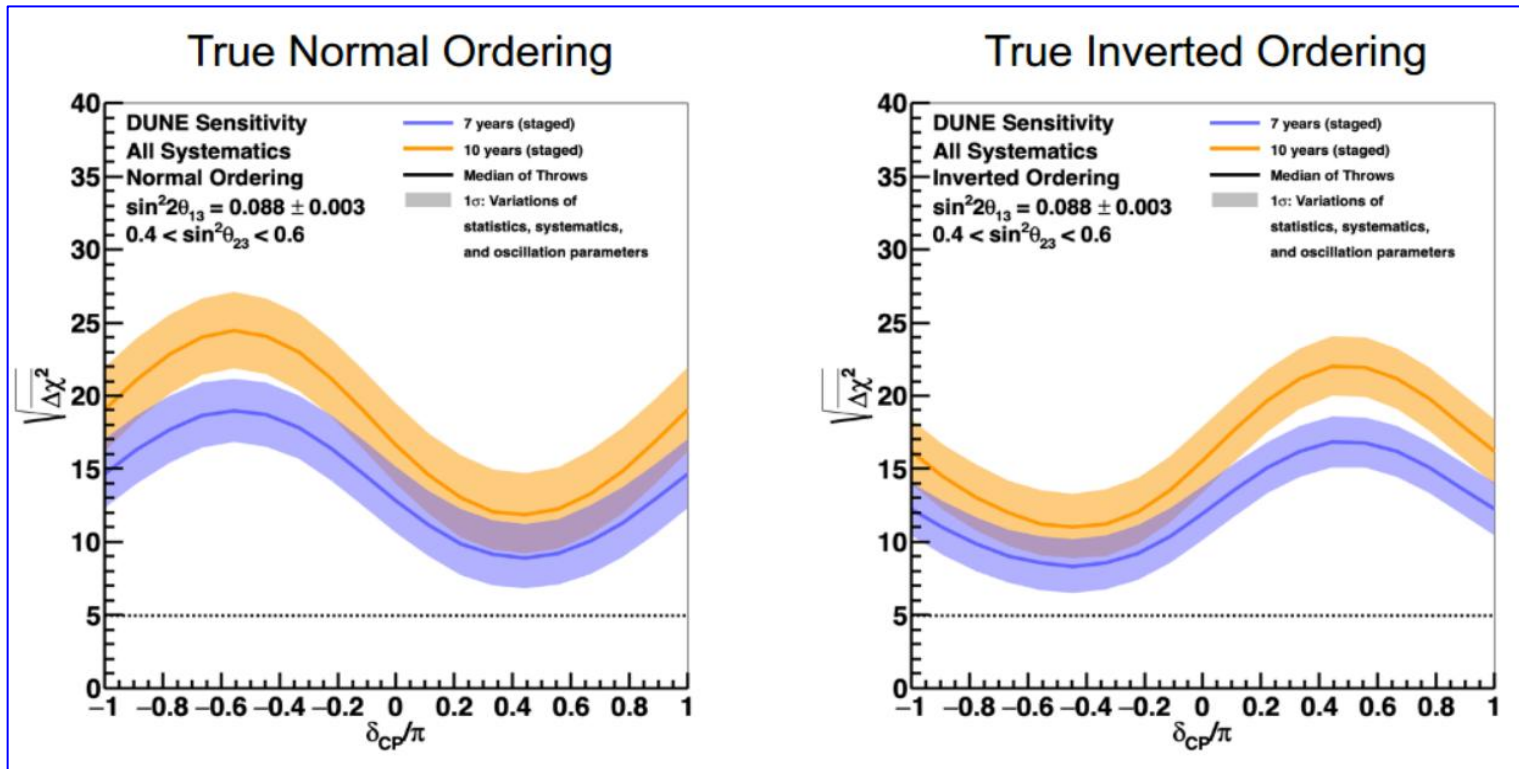 True Normal Ordering
40
35
30
25
20
15
10
5
0
√Δχ²
DUNE Sensitivity
All Systematics
Normal Ordering
sin²2θ₁₃ = 0.088 ± 0.003
0.4 < sin²θ₂₃ < 0.6
7 years (staged)
10 years (staged)
Median of Throws
1σ: Variations of
statistics, systematics,
and oscillation parameters
−1 −0.8 −0.6 −0.4 −0.2 0 0.2 0.4 0.6 0.8 1
δCP/π
True Inverted Ordering
40
35
30
25
20
15
10
5
0
√Δχ²
DUNE Sensitivity
All Systematics
Inverted Ordering
sin²2θ₁₃ = 0.088 ± 0.003
0.4 < sin²θ₂₃ < 0.6
7 years (staged)
10 years (staged)
Median of Throws
1σ: Variations of
statistics, systematics,
and oscillation parameters
−1 −0.8 −0.6 −0.4 −0.2 0 0.2 0.4 0.6 0.8 1
δCP/π